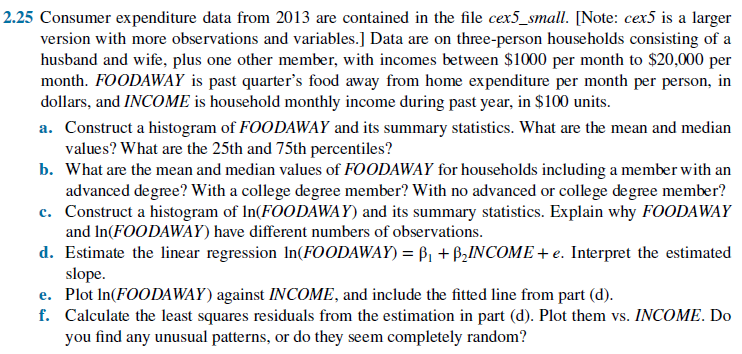 2.25 Consumer expenditure data from 2013 are contained in the file cex5_small. [Note: cex5 is a larger
version with more observations and variables.] Data are on three-person households consisting of a
husband and wife, plus one other member, with incomes between $1000 per month to $20,000 per
month. FOODAWAY is past quarter's food away from home expenditure per month per person, in
dollars, and INCOME is household monthly income during past year, in $100 units.
a. Construct a histogram of FOODAWAY and its summary statistics. What are the mean and median
values? What are the 25th and 75th percentiles?
b. What are the mean and median values of FOODAWAY for households including a member with an
advanced degree? With a college degree member? With no advanced or college degree member?
c. Construct a histogram of ln(FOODAWAY) and its summary statistics. Explain why FOODAWAY
and ln(FOODAWAY) have different numbers of observations.
d. Estimate the linear regression ln(FOODAWAY) = β₁ + β₂INCOME + e. Interpret the estimated
slope.
e. Plot ln(FOODAWAY) against INCOME, and include the fitted line from part (d).
f. Calculate the least squares residuals from the estimation in part (d). Plot them vs. INCOME. Do
you find any unusual patterns, or do they seem completely random?